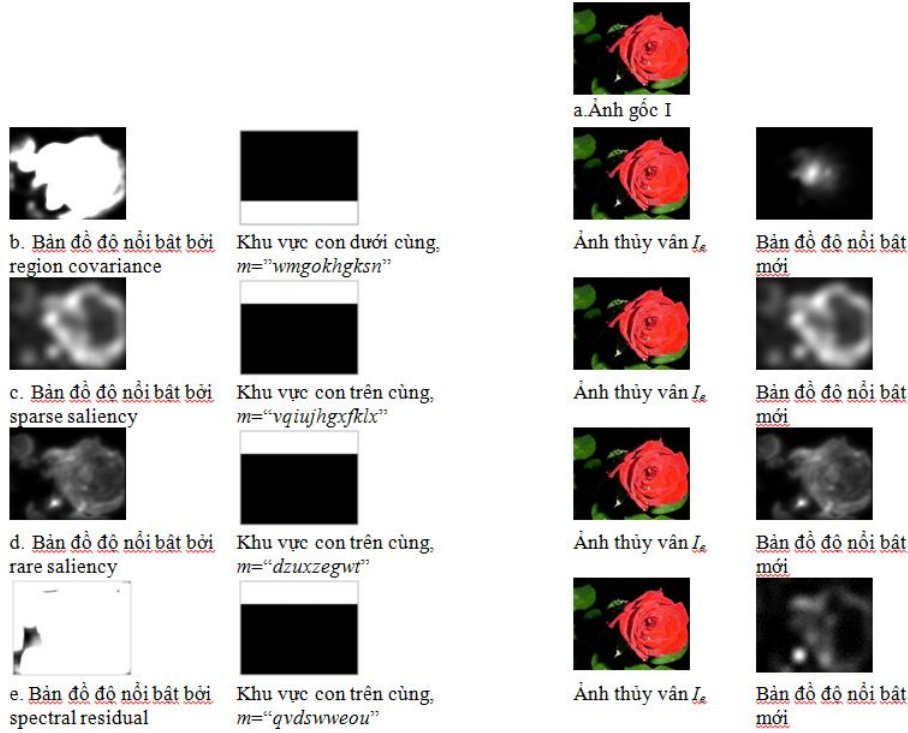 a.Ảnh gốc I
b. Bản đồ độ nổi bật bởi
region covariance
Khu vực con dưới cùng,
m=”wmgokhgksn”
Ảnh thủy vân Ie
Bản đồ độ nổi bật
mới
c. Bản đồ độ nổi bật bởi
sparse saliency
Khu vực con trên cùng,
m=“vqiujhgxfklx”
Ảnh thủy vân Ie
Bản đồ độ nổi bật
mới
d. Bản đồ độ nổi bật bởi
rare saliency
Khu vực con trên cùng,
m=“dzuxzegwt”
Ảnh thủy vân Ie
Bản đồ độ nổi bật
mới
e. Bản đồ độ nổi bật bởi
spectral residual
Khu vực con trên cùng,
m=“qvdswweou”
Ảnh thủy vân Ie
Bản đồ độ nổi bật
mới